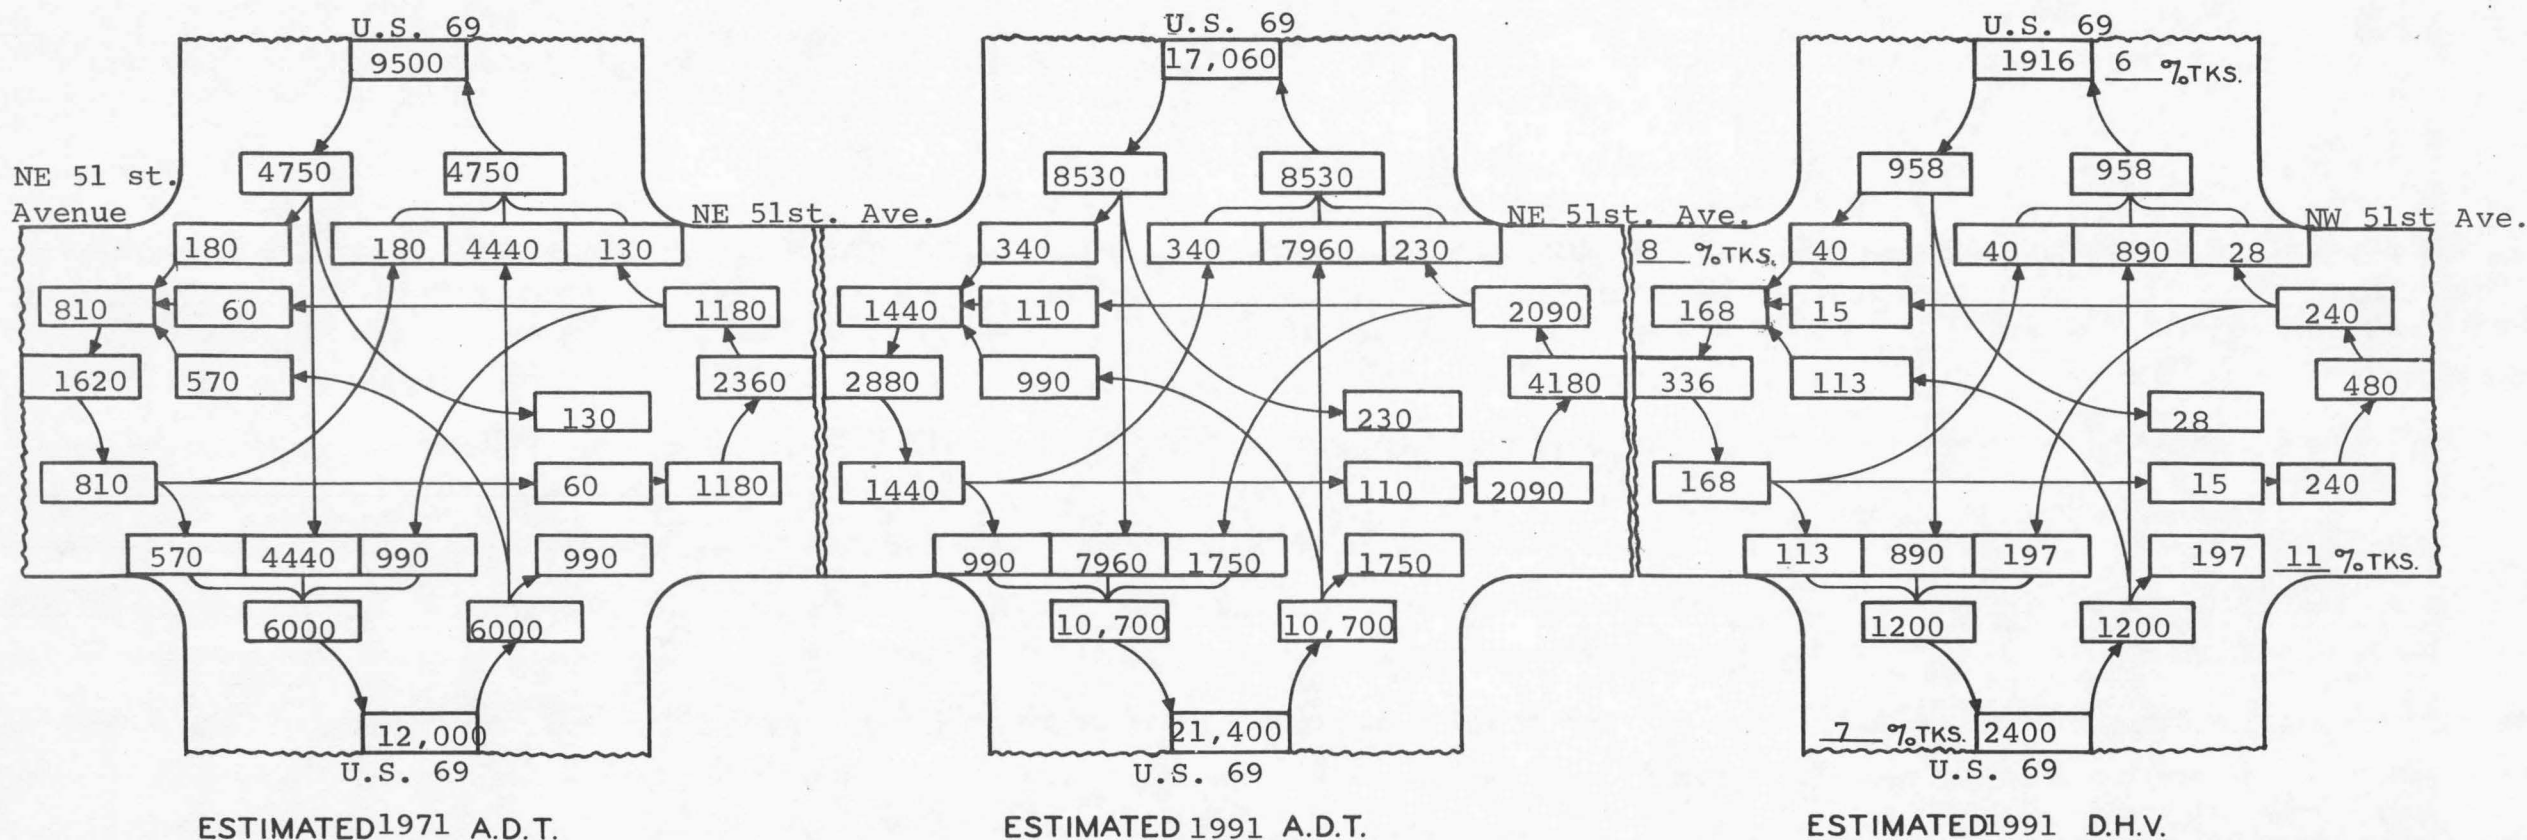 U.S. 69
9500
4750 4750
NE 51 st.
Avenue
180 180 4440 130
810 60 1180
1620 570 2360
130
810 60 1180
570 4440 990 990
6000 6000
12,000
U.S. 69
ESTIMATED 1971 A.D.T.
U.S. 69
17,060
8530 8530
NE 51st. Ave.
340 340 7960 230
1440 110 2090
2880 990 4180
230
1440 110 2090
990 7960 1750 1750
10,700 10,700
21,400
U.S. 69
ESTIMATED 1991 A.D.T.
U.S. 69
1916 6 %TKS.
958 958
NE 51st. Ave. NW 51st Ave.
8 %TKS. 40 40 890 28
168 15 240
336 113 480
28
168 15 240
113 890 197 197 11 %TKS.
1200 1200
7 %TKS. 2400
U.S. 69
ESTIMATED 1991 D.H.V.